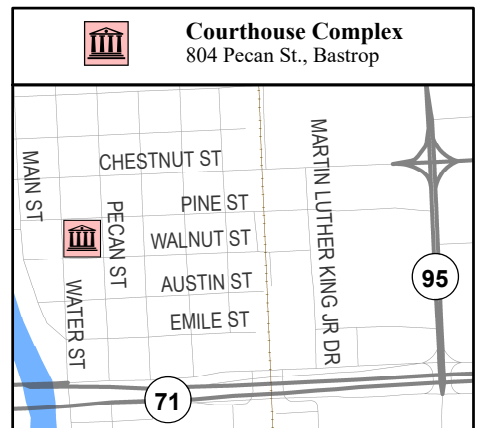 Courthouse Complex
804 Pecan St., Bastrop
CHESTNUT ST
MAIN ST
MARTIN LUTHER KING JR DR
PINE ST
PECAN ST
WALNUT ST
AUSTIN ST
95
WATER ST
EMILE ST
71